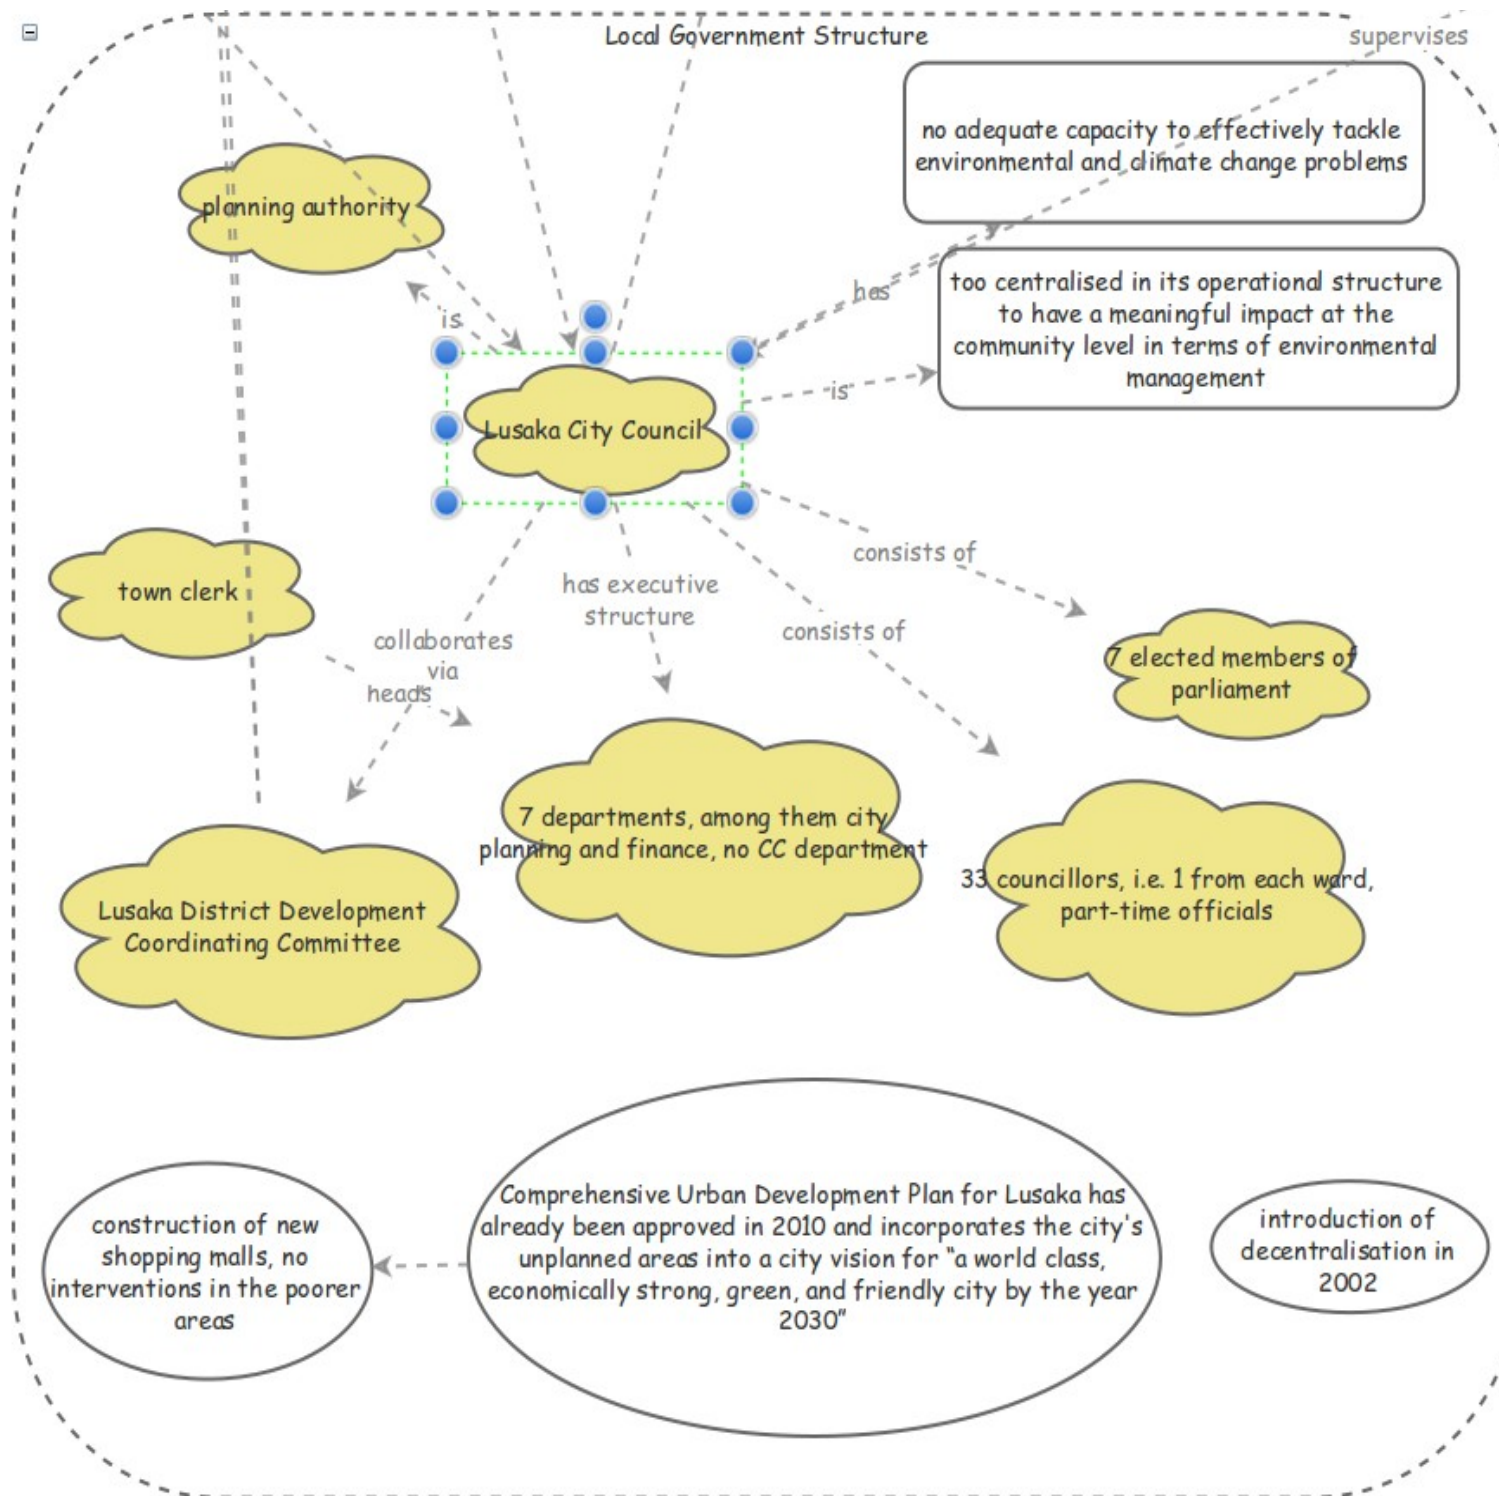 Local Government Structure
supervises
no adequate capacity to effectively tackle
environmental and climate change problems
planning authority
has
too centralised in its operational structure
to have a meaningful impact at the
community level in terms of environmental
management
is
is
Lusaka City Council
consists of
town clerk
has executive
structure
consists of
collaborates
via
heads
7 elected members of
parliament
7 departments, among them city
planning and finance, no CC department
33 councillors, i.e. 1 from each ward,
part-time officials
Lusaka District Development
Coordinating Committee
Comprehensive Urban Development Plan for Lusaka has
already been approved in 2010 and incorporates the city's
unplanned areas into a city vision for "a world class,
economically strong, green, and friendly city by the year
2030"
construction of new
shopping malls, no
interventions in the poorer
areas
introduction of
decentralisation in
2002